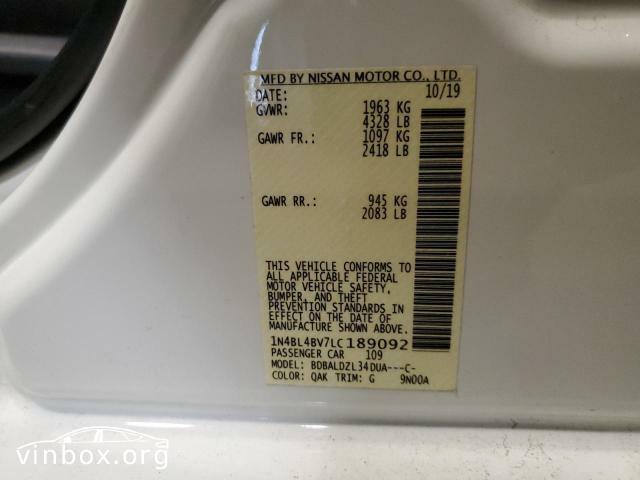 MFD BY NISSAN MOTOR CO., LTD.
DATE: 10/19
GVWR: 1963 KG
4328 LB
GAWR FR.: 1097 KG
2418 LB
GAWR RR.: 945 KG
2083 LB
THIS VEHICLE CONFORMS TO
ALL APPLICABLE FEDERAL
MOTOR VEHICLE SAFETY,
BUMPER, AND THEFT
PREVENTION STANDARDS IN
EFFECT ON THE DATE OF
MANUFACTURE SHOWN ABOVE.
1N4BL4BV7LC189092
PASSENGER CAR 109
MODEL: BDBALDZL34DUA---C-
COLOR: QAK TRIM: G 9N00A
vinbox.org